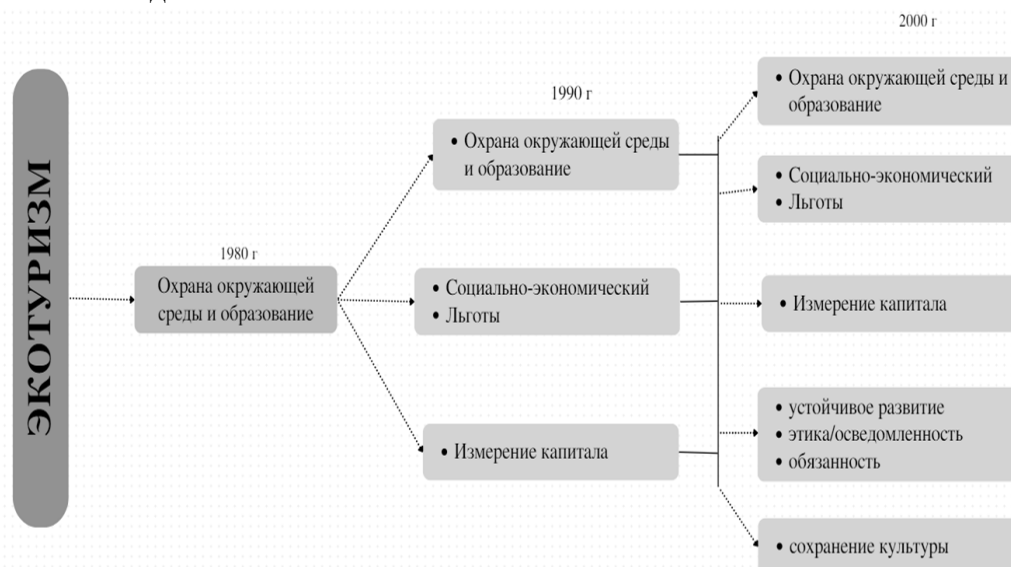 ЭКОТУРИЗМ
1980 г
Охрана окружающей
среды и образование
1990 г
• Охрана окружающей среды
и образование
• Социально-экономический
• Льготы
• Измерение капитала
2000 г
• Охрана окружающей среды и
образование
• Социально-экономический
• Льготы
• Измерение капитала
• устойчивое развитие
• этика/осведомленность
• обязанность
• сохранение культуры